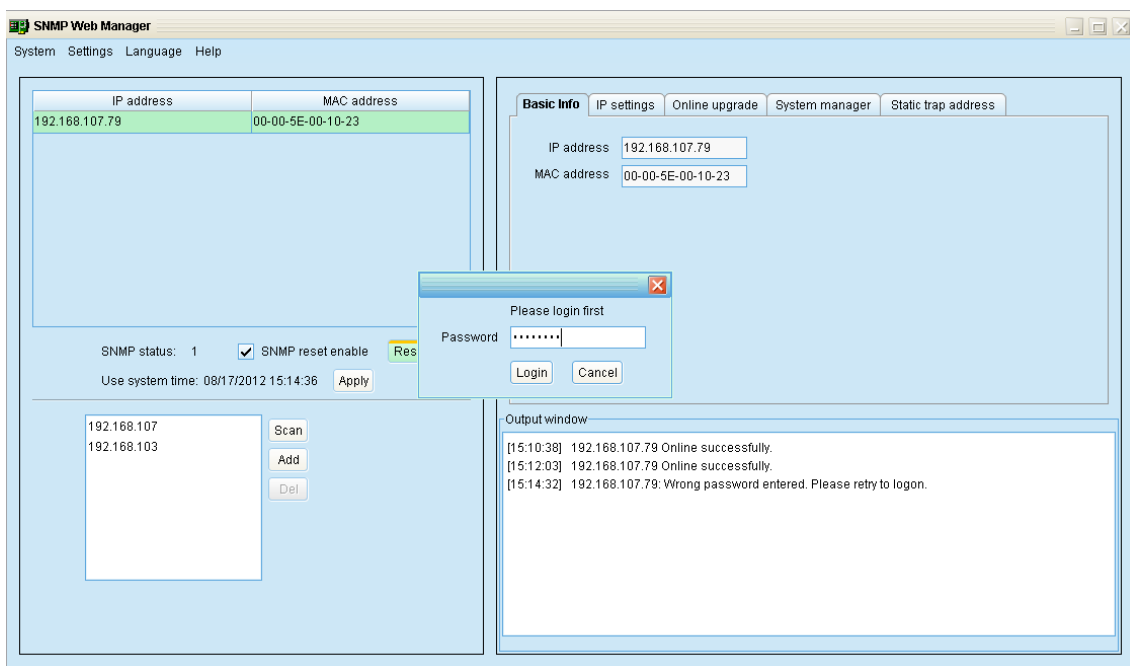 SNMP Web Manager
System Settings Language Help
IP address MAC address
192.168.107.79 00-00-5E-00-10-23
SNMP status: 1 SNMP reset enable Res
Use system time: 08/17/2012 15:14:36 Apply
192.168.107
192.168.103
Scan
Add
Del
Basic Info IP settings Online upgrade System manager Static trap address
IP address 192.168.107.79
MAC address 00-00-5E-00-10-23
Please login first
Password ••••••••
Login Cancel
Output window
[15:10:38] 192.168.107.79 Online successfully.
[15:12:03] 192.168.107.79 Online successfully.
[15:14:32] 192.168.107.79: Wrong password entered. Please retry to logon.